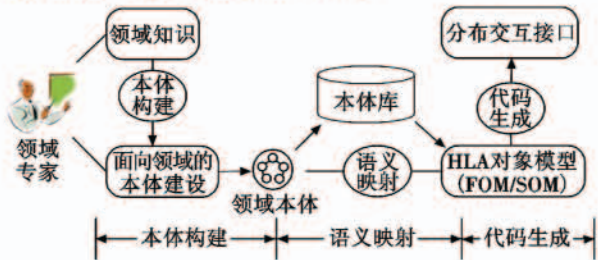 领域知识
分布交互接口
本体
构建
本体库
代码
生成
领域
专家
面向领域的
本体建设
领域本体
语义
映射
HLA对象模型
(FOM/SOM)
本体构建
语义映射
代码生成